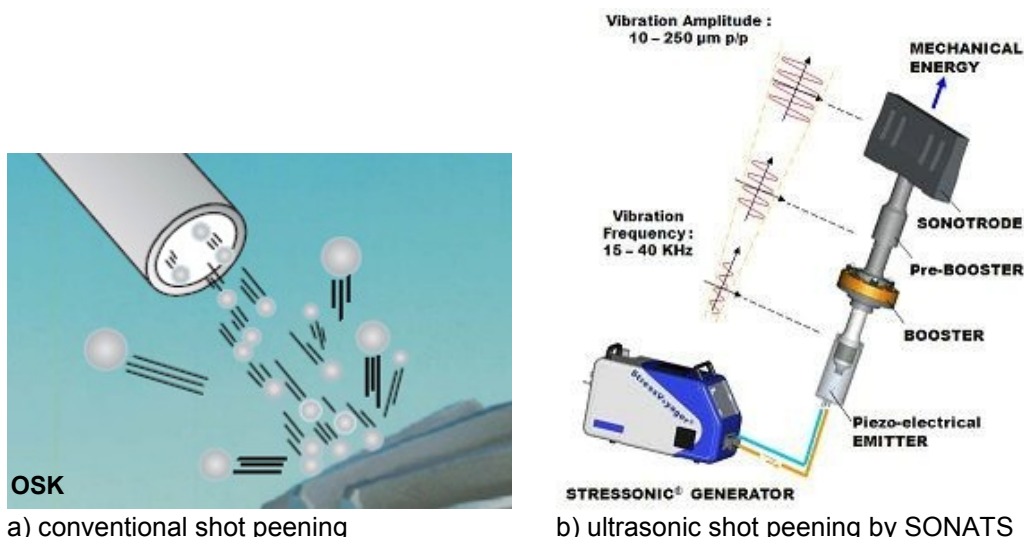 Vibration Amplitude :
10 – 250 µm p/p
MECHANICAL
ENERGY
SONOTRODE
Vibration
Frequency :
15 – 40 KHz
Pre-BOOSTER
BOOSTER
StressVoyager®
Piezo-electrical
EMITTER
STRESSONIC® GENERATOR
OSK
a) conventional shot peening
b) ultrasonic shot peening by SONATS